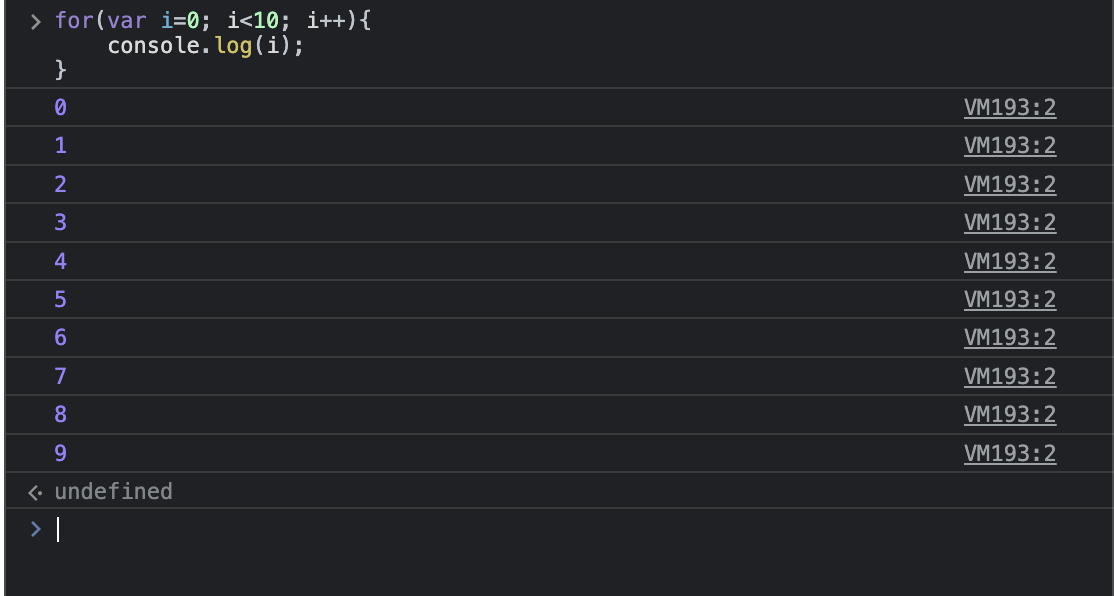 > for(var i=0; i<10; i++){
console.log(i);
}
0 VM193:2
1 VM193:2
2 VM193:2
3 VM193:2
4 VM193:2
5 VM193:2
6 VM193:2
7 VM193:2
8 VM193:2
9 VM193:2
undefined
>